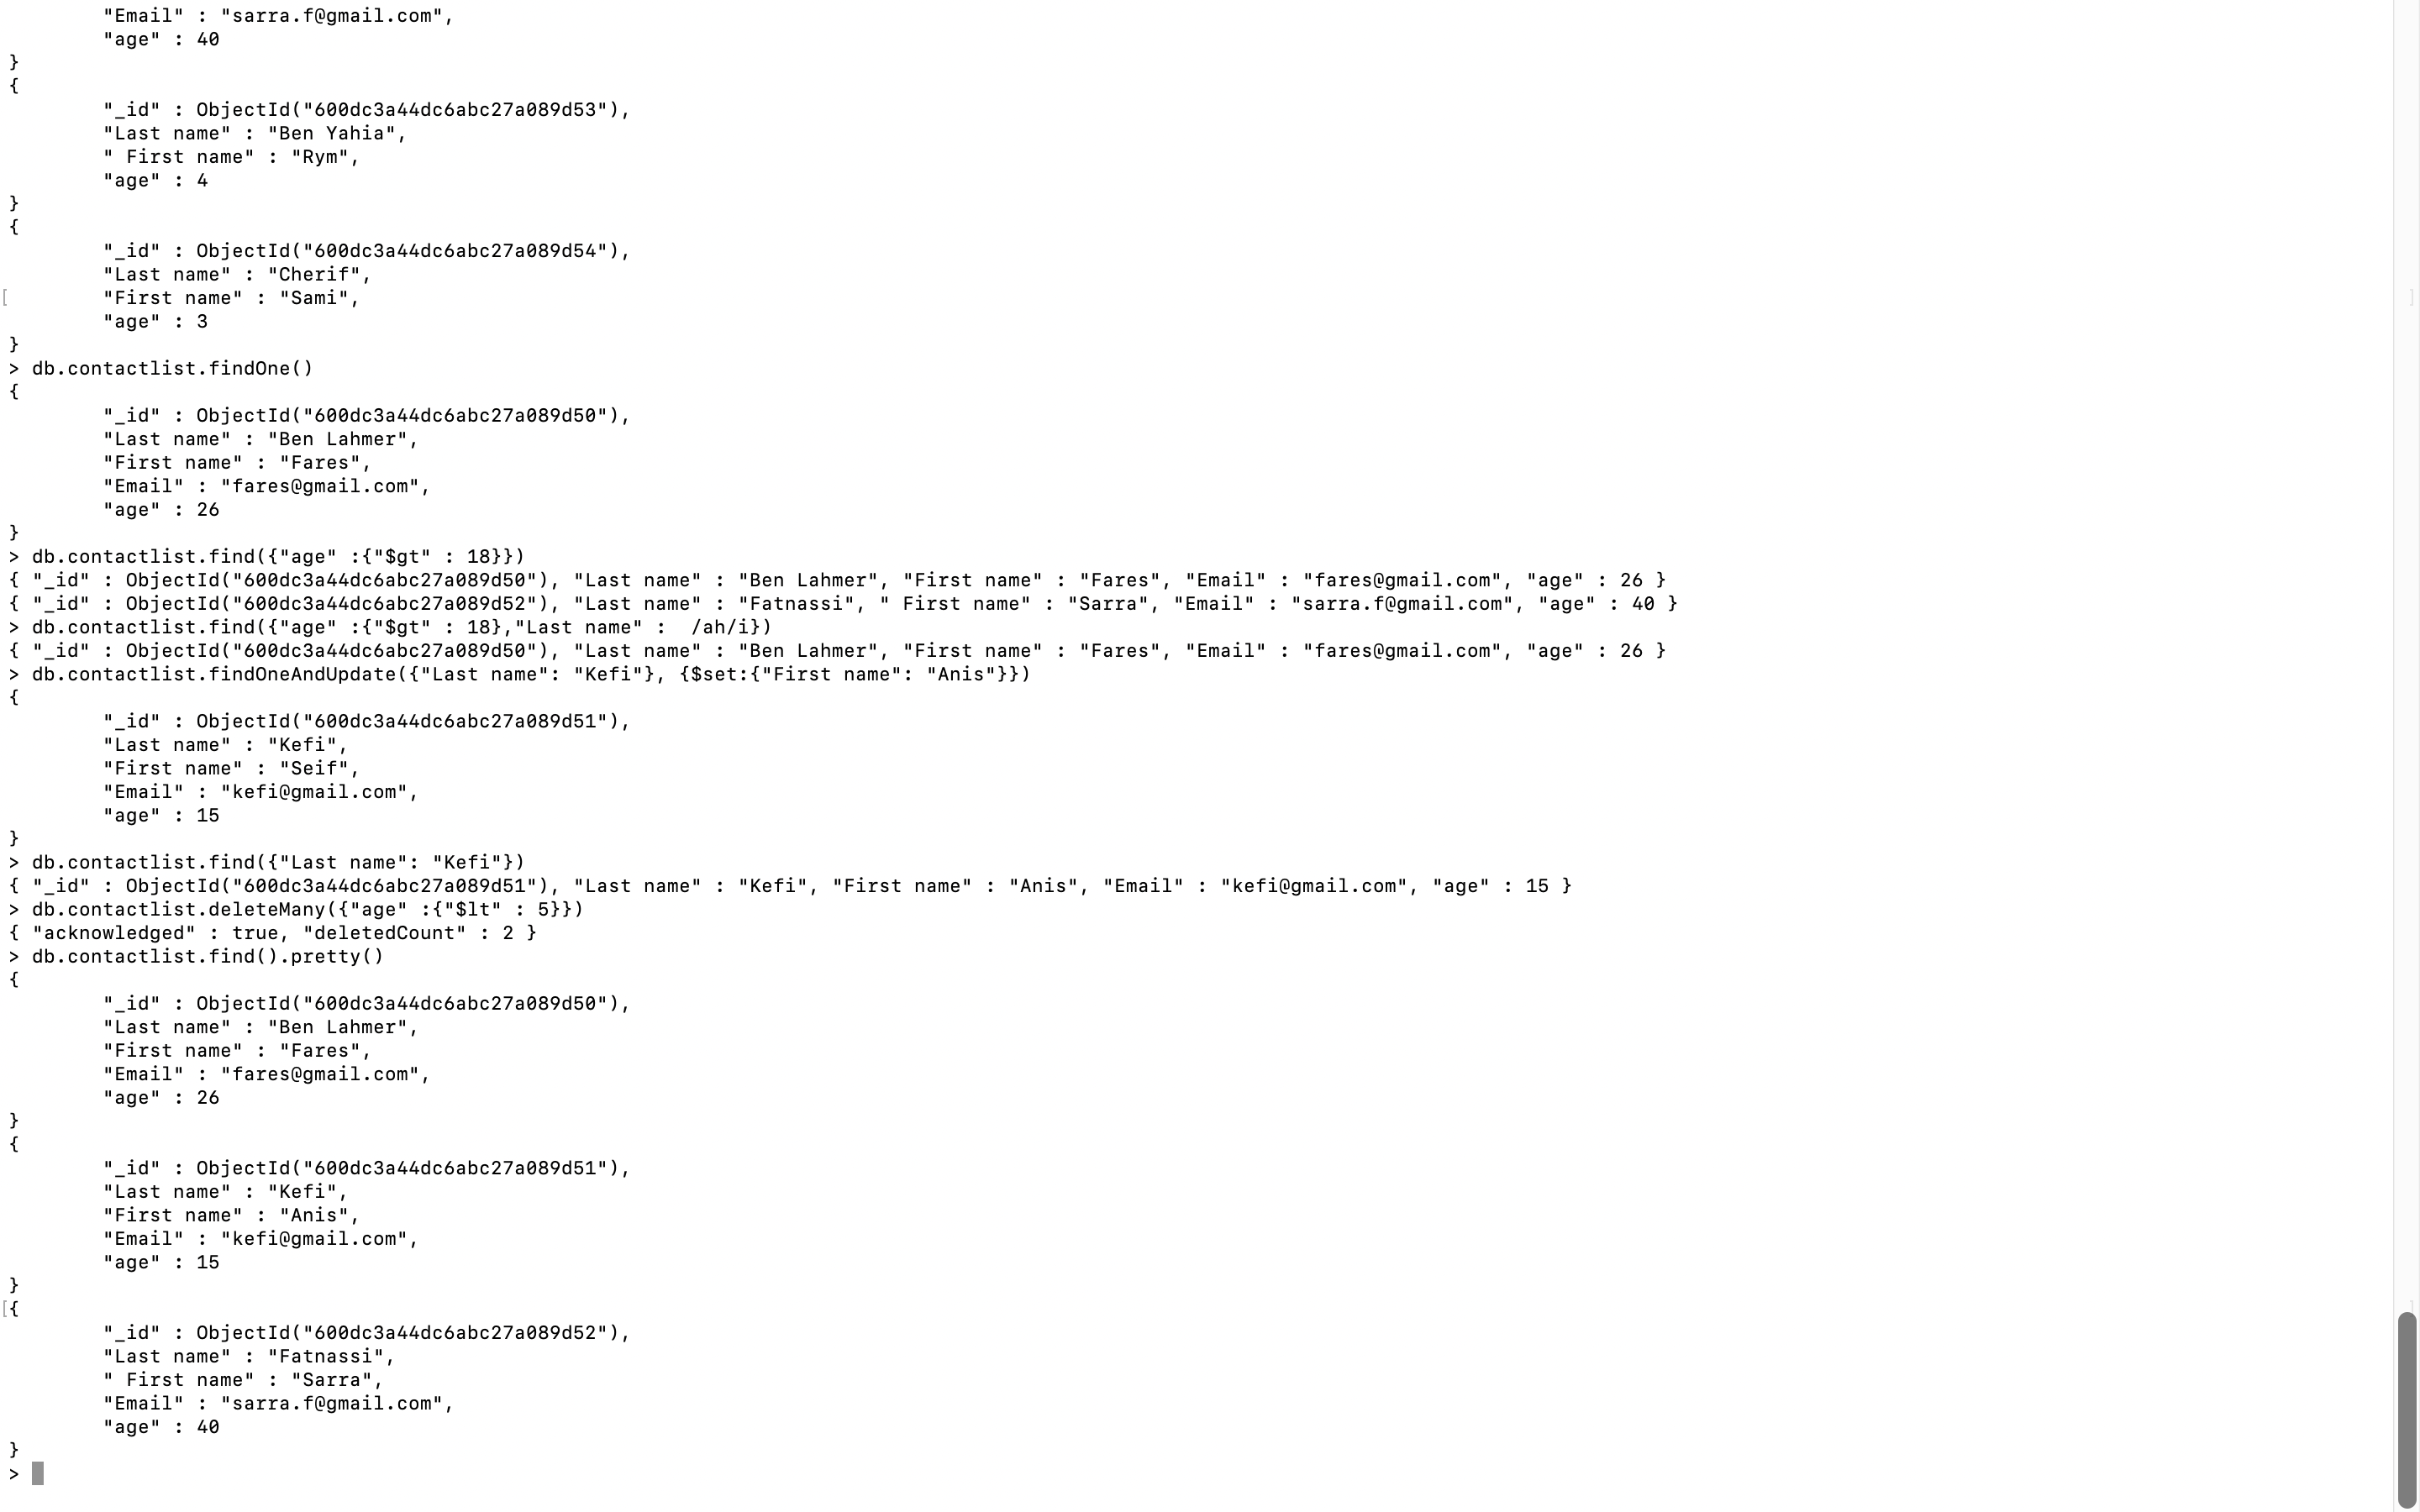 "Email" : "sarra.f@gmail.com",
        "age" : 40
}
{
        "_id" : ObjectId("600dc3a44dc6abc27a089d53"),
        "Last name" : "Ben Yahia",
        " First name" : "Rym",
        "age" : 4
}
{
        "_id" : ObjectId("600dc3a44dc6abc27a089d54"),
        "Last name" : "Cherif",
[        "First name" : "Sami", ]
        "age" : 3
}
> db.contactlist.findOne()
{
        "_id" : ObjectId("600dc3a44dc6abc27a089d50"),
        "Last name" : "Ben Lahmer",
        "First name" : "Fares",
        "Email" : "fares@gmail.com",
        "age" : 26
}
> db.contactlist.find({"age" :{"$gt" : 18}})
{ "_id" : ObjectId("600dc3a44dc6abc27a089d50"), "Last name" : "Ben Lahmer", "First name" : "Fares", "Email" : "fares@gmail.com", "age" : 26 }
{ "_id" : ObjectId("600dc3a44dc6abc27a089d52"), "Last name" : "Fatnassi", " First name" : "Sarra", "Email" : "sarra.f@gmail.com", "age" : 40 }
> db.contactlist.find({"age" :{"$gt" : 18},"Last name" :  /ah/i})
{ "_id" : ObjectId("600dc3a44dc6abc27a089d50"), "Last name" : "Ben Lahmer", "First name" : "Fares", "Email" : "fares@gmail.com", "age" : 26 }
> db.contactlist.findOneAndUpdate({"Last name": "Kefi"}, {$set:{"First name": "Anis"}})
{
        "_id" : ObjectId("600dc3a44dc6abc27a089d51"),
        "Last name" : "Kefi",
        "First name" : "Seif",
        "Email" : "kefi@gmail.com",
        "age" : 15
}
> db.contactlist.find({"Last name": "Kefi"})
{ "_id" : ObjectId("600dc3a44dc6abc27a089d51"), "Last name" : "Kefi", "First name" : "Anis", "Email" : "kefi@gmail.com", "age" : 15 }
> db.contactlist.deleteMany({"age" :{"$lt" : 5}})
{ "acknowledged" : true, "deletedCount" : 2 }
> db.contactlist.find().pretty()
{
        "_id" : ObjectId("600dc3a44dc6abc27a089d50"),
        "Last name" : "Ben Lahmer",
        "First name" : "Fares",
        "Email" : "fares@gmail.com",
        "age" : 26
}
{
        "_id" : ObjectId("600dc3a44dc6abc27a089d51"),
        "Last name" : "Kefi",
        "First name" : "Anis",
        "Email" : "kefi@gmail.com",
        "age" : 15
}
[{ ]
        "_id" : ObjectId("600dc3a44dc6abc27a089d52"),
        "Last name" : "Fatnassi",
        " First name" : "Sarra",
        "Email" : "sarra.f@gmail.com",
        "age" : 40
}
>